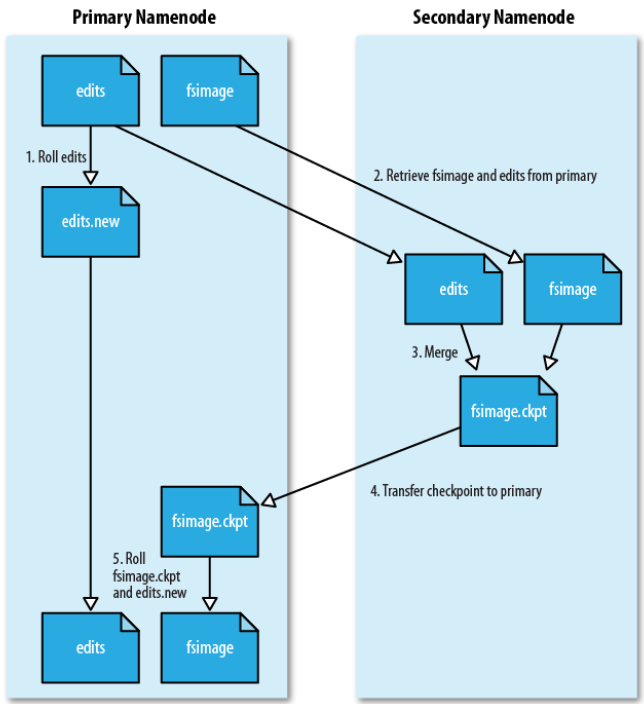 Primary Namenode
Secondary Namenode
edits
fsimage
1. Roll edits
2. Retrieve fsimage and edits from primary
edits.new
edits
fsimage
3. Merge
fsimage.ckpt
4. Transfer checkpoint to primary
fsimage.ckpt
5. Roll
fsimage.ckpt
and edits.new
edits
fsimage